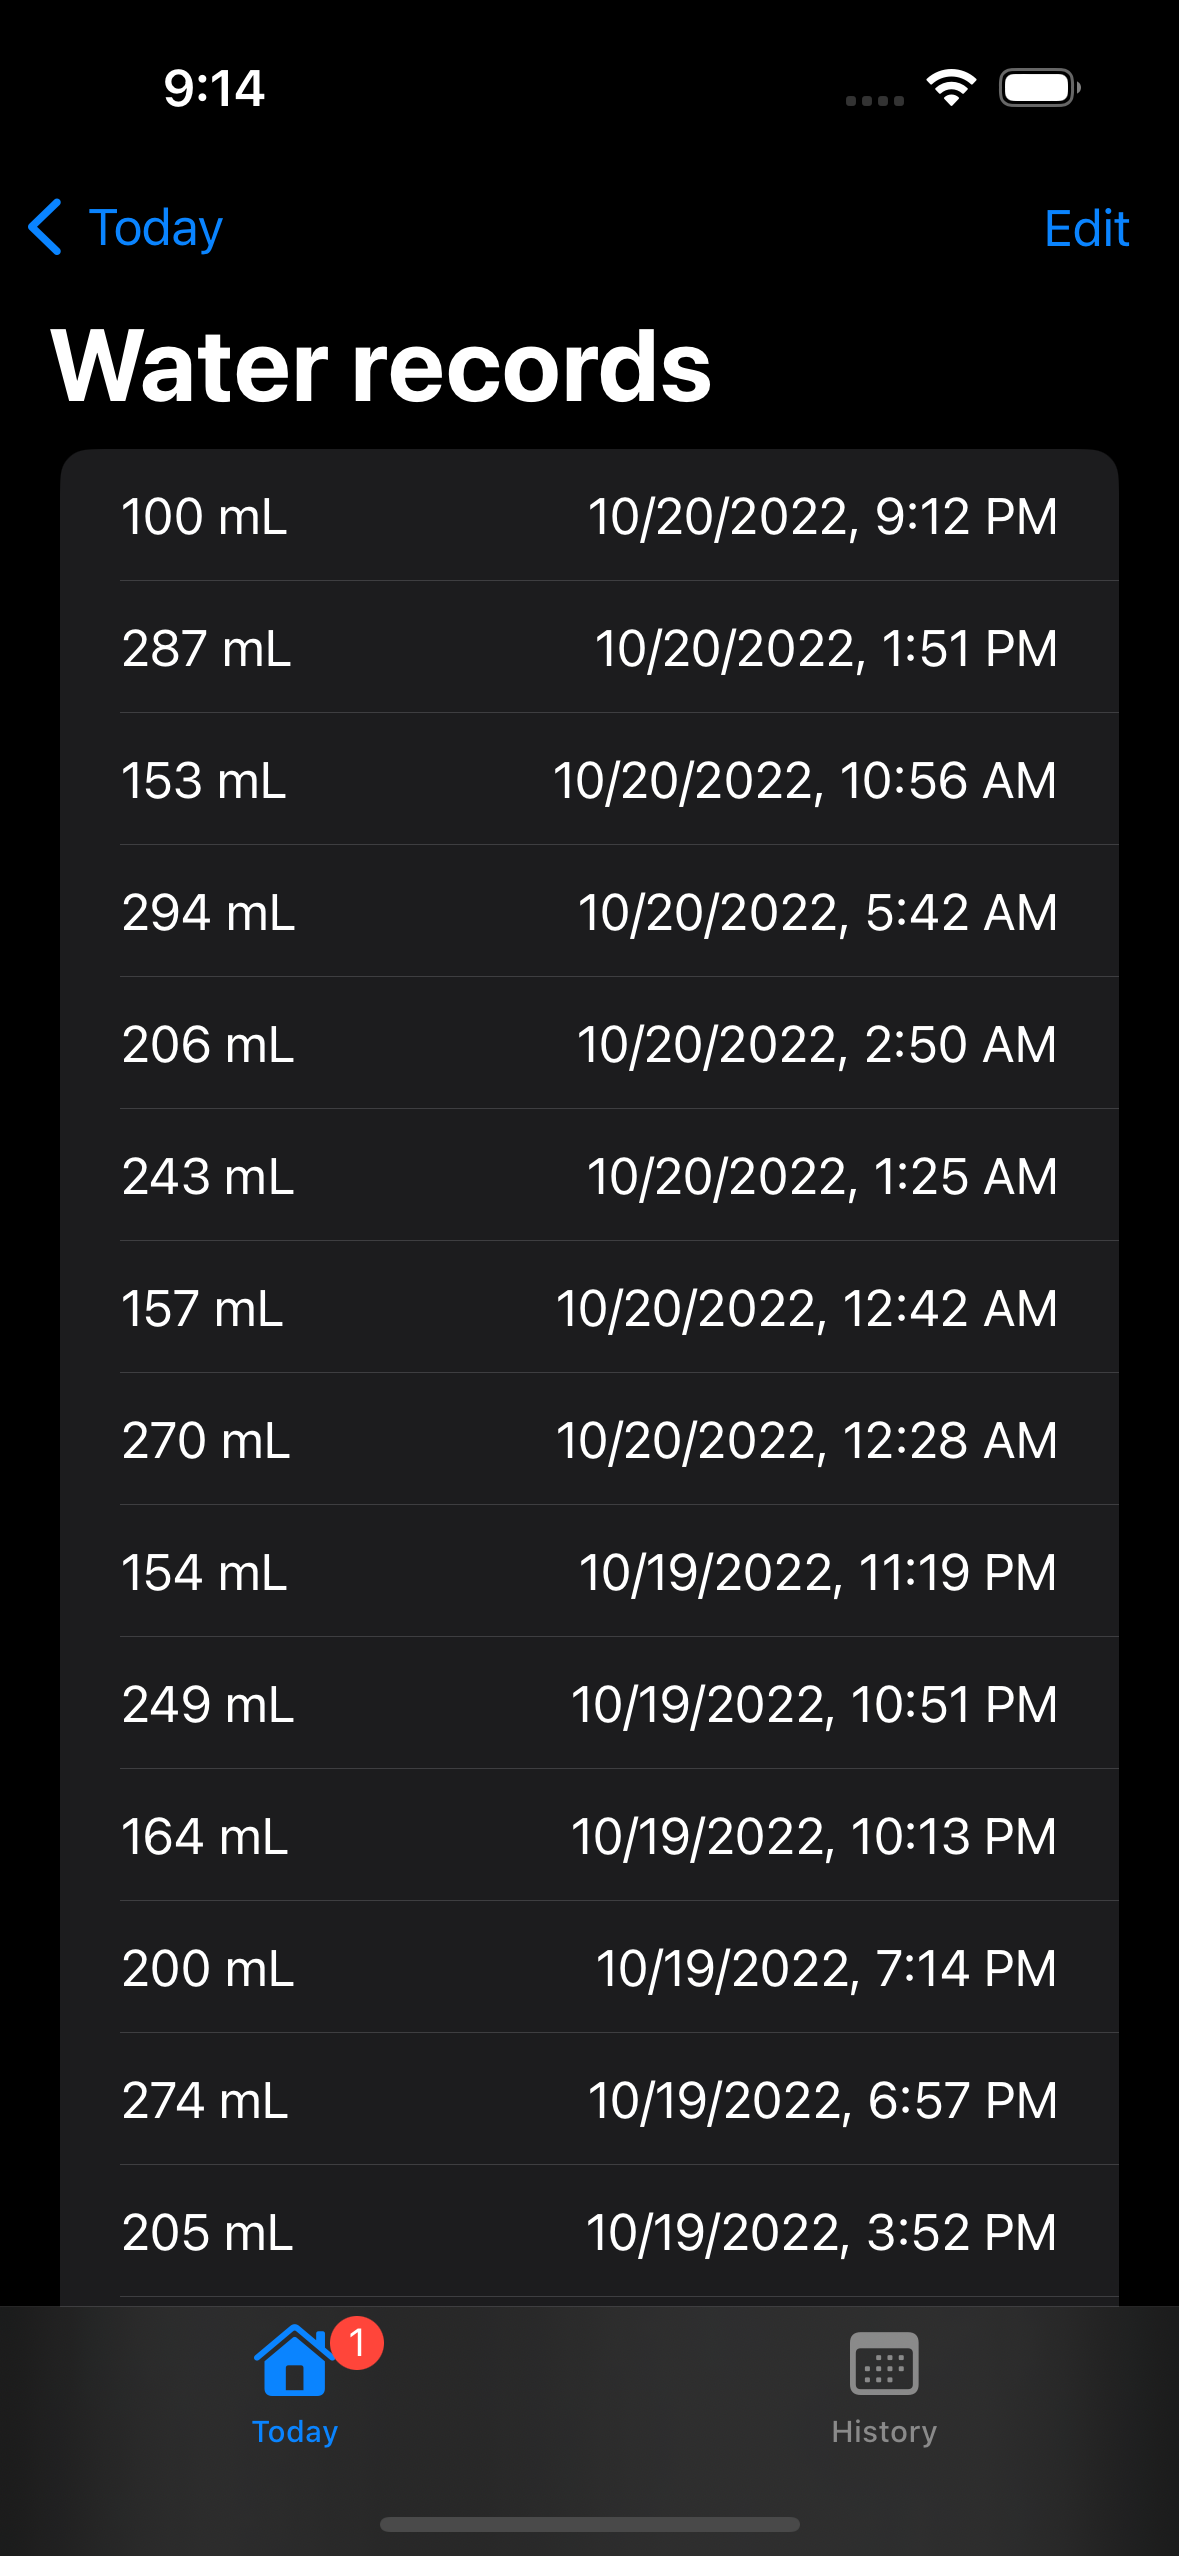 9:14
Today Edit
Water records
100 mL 10/20/2022, 9:12 PM
287 mL 10/20/2022, 1:51 PM
153 mL 10/20/2022, 10:56 AM
294 mL 10/20/2022, 5:42 AM
206 mL 10/20/2022, 2:50 AM
243 mL 10/20/2022, 1:25 AM
157 mL 10/20/2022, 12:42 AM
270 mL 10/20/2022, 12:28 AM
154 mL 10/19/2022, 11:19 PM
249 mL 10/19/2022, 10:51 PM
164 mL 10/19/2022, 10:13 PM
200 mL 10/19/2022, 7:14 PM
274 mL 10/19/2022, 6:57 PM
205 mL 10/19/2022, 3:52 PM
1
Today History